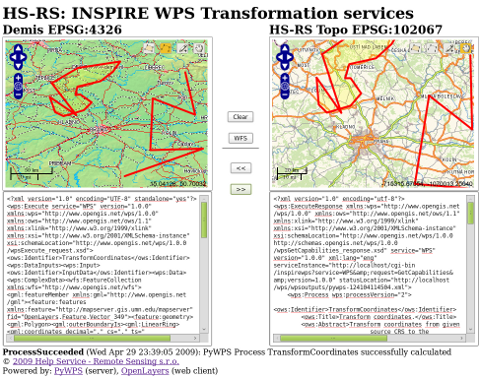 HS-RS: INSPIRE WPS Transformation services
Demis EPSG:4326
HS-RS Topo EPSG:102067
Clear
WFS
<<
>>
<?xml version="1.0" encoding="UTF-8" standalone="yes"?>
<wps:Execute service="WPS" version="1.0.0"
xmlns:wps="http://www.opengis.net/wps/1.0.0"
xmlns:ows="http://www.opengis.net/ows/1.1"
xmlns:xlink="http://www.w3.org/1999/xlink"
xmlns:xsi="http://www.w3.org/2001/XMLSchema-instance"
xsi:schemaLocation="http://www.opengis.net/wps/1.0.0
/wpsExecute_request.xsd">
<ows:Identifier>TransformCoordinates</ows:Identifier>
<wps:DataInputs><wps:Input>
<ows:Identifier>InputData</ows:Identifier><wps:Data>
<wps:ComplexData><wfs:FeatureCollection
xmlns:wfs="http://www.opengis.net/wfs">
<gml:featureMember xmlns:gml="http://www.opengis.net
/gml"><feature:features
xmlns:feature="http://mapserver.gis.umn.edu/mapserver"
fid="OpenLayers.Feature.Vector_349"><feature:geometry>
<gml:Polygon><gml:outerBoundaryIs><gml:LinearRing>
<gml:coordinates decimal="." cs="," ts="
<?xml version="1.0" encoding="utf-8"?>
<wps:ExecuteResponse xmlns:wps="http://www.opengis.net
/wps/1.0.0" xmlns:ows="http://www.opengis.net/ows/1.1"
xmlns:xlink="http://www.w3.org/1999/xlink"
xmlns:xsi="http://www.w3.org/2001/XMLSchema-instance"
xsi:schemaLocation="http://www.opengis.net/wps/1.0.0
http://schemas.opengis.net/wps/1.0.0
/wpsGetCapabilities_response.xsd" service="WPS"
version="1.0.0" xml:lang="eng"
serviceInstance="http://localhost/cgi-bin
/inspirewps?service=WPS&amp;request=GetCapabilities&
amp;version=1.0.0" statusLocation="http://localhost
/wps/wpsoutputs/pywps-124104114504.xml">
<wps:Process wps:processVersion="2">
<ows:Identifier>TransformCoordinates</ows:Identifier>
<ows:Title>Transform coordinates</ows:Title>
<ows:Abstract>Transform coordinates from given
source CRS to the
ProcessSucceeded (Wed Apr 29 23:39:05 2009): PyWPS Process TransformCoordinates successfully calculated
© 2009 Help Service - Remote Sensing s.r.o.
Powered by: PyWPS (server), OpenLayers (web client)